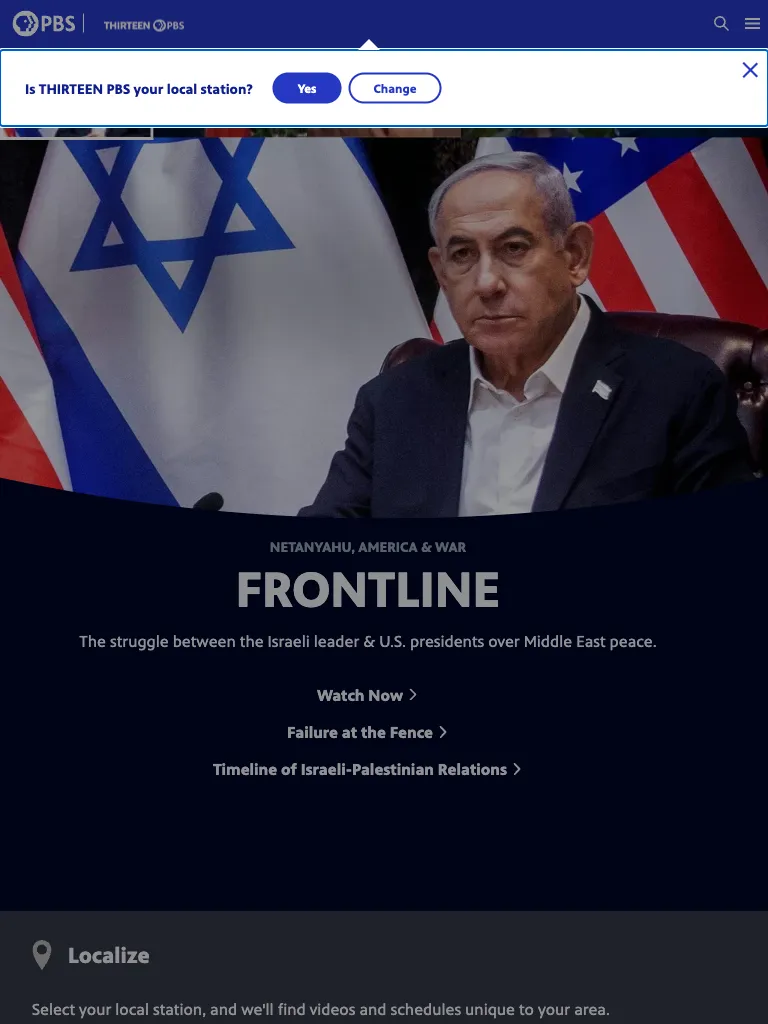 PBS | THIRTEEN PBS
Is THIRTEEN PBS your local station?
Yes
Change
NETANYAHU, AMERICA & WAR
FRONTLINE
The struggle between the Israeli leader & U.S. presidents over Middle East peace.
Watch Now
Failure at the Fence
Timeline of Israeli-Palestinian Relations
Localize
Select your local station, and we'll find videos and schedules unique to your area.